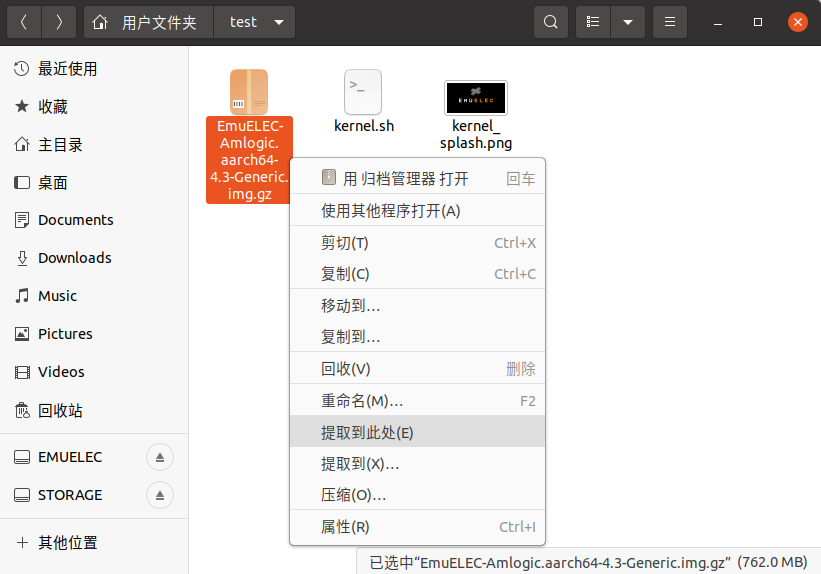 用户文件夹
test
最近使用
收藏
主目录
桌面
Documents
Downloads
Music
Pictures
Videos
回收站
EMUELEC
STORAGE
其他位置
EmuELEC-
Amlogic.
aarch64-
4.3-Generic.
img.gz
>_
kernel.sh
EMUELEC
kernel_
splash.png
用 归档管理器 打开 回车
使用其他程序打开(A)
剪切(T) Ctrl+X
复制(C) Ctrl+C
移动到…
复制到…
回收(V) 删除
重命名(M)… F2
提取到此处(E)
提取到(X)…
压缩(O)…
属性(R) Ctrl+I
已选中“EmuELEC-Amlogic.aarch64-4.3-Generic.img.gz” (762.0 MB)